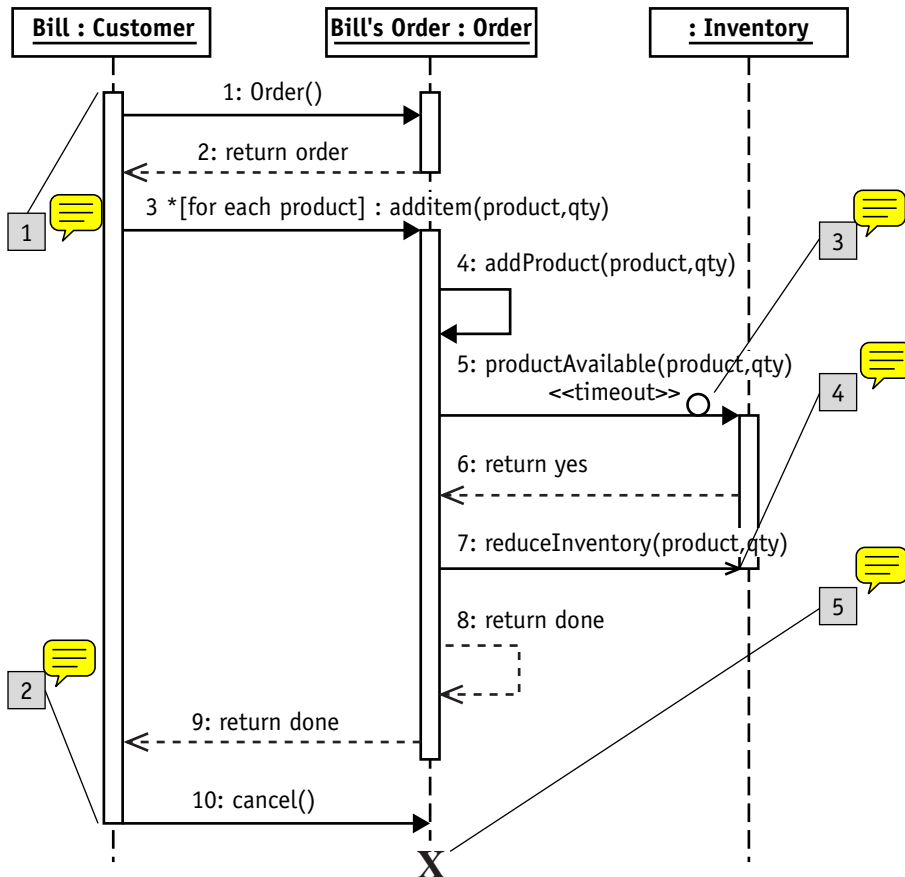 Bill : Customer
Bill's Order : Order
: Inventory
1: Order()
2: return order
3 *[for each product] : additem(product,qty)
1
3
4: addProduct(product,qty)
5: productAvailable(product,qty)
<<timeout>>
4
6: return yes
7: reduceInventory(product,qty)
5
8: return done
2
9: return done
10: cancel()
X